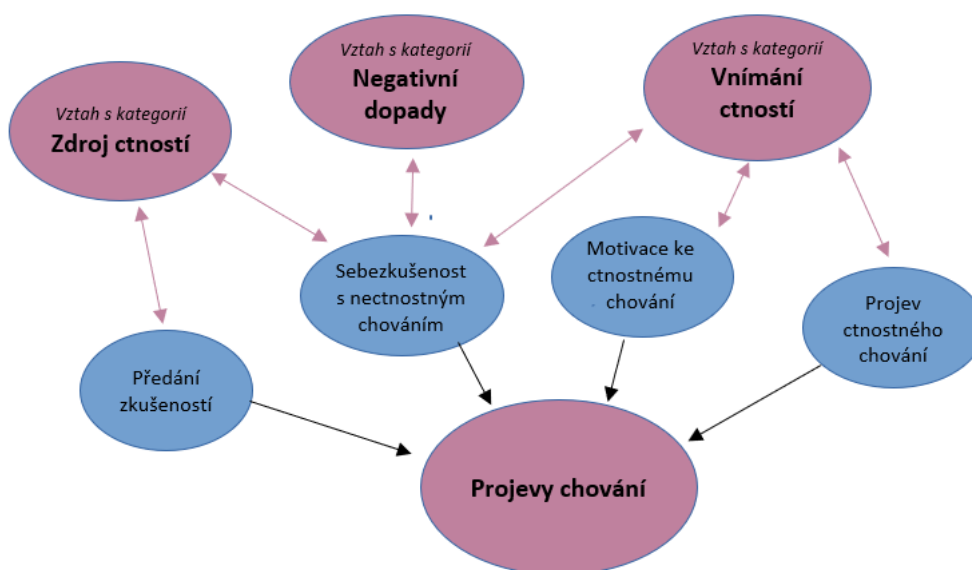 Vztah s kategorií
Zdroj ctností
Vztah s kategorií
Negativní
dopady
Vztah s kategorií
Vnímání
ctností
Předání
zkušeností
Sebezkušenost
s nectnostným
chováním
Motivace ke
ctnostnému
chování
Projev
ctnostného
chování
Projevy chování